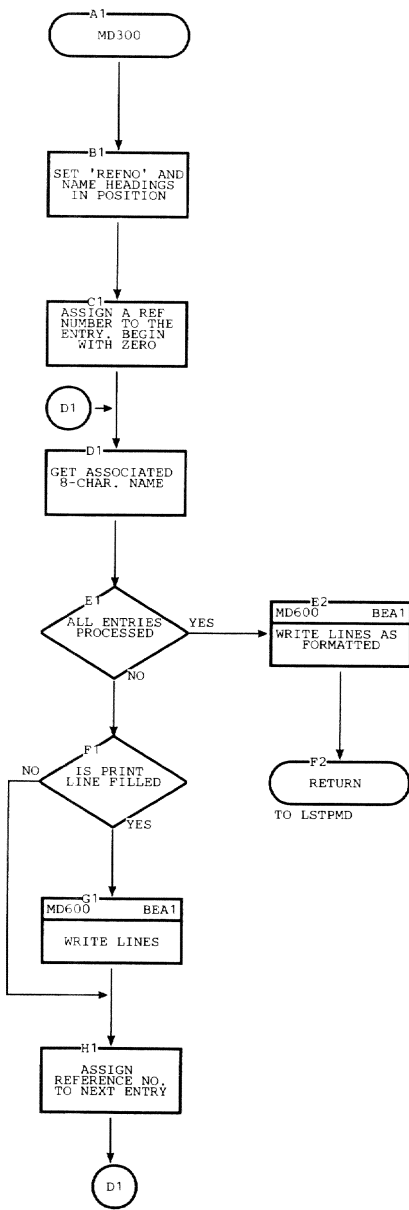 A1
MD300
B1
SET 'REFNO' AND
NAME HEADINGS
IN POSITION
C1
ASSIGN A REF
NUMBER TO THE
ENTRY. BEGIN
WITH ZERO
D1
D1
GET ASSOCIATED
8-CHAR. NAME
E1
ALL ENTRIES
PROCESSED
YES
NO
E2
MD600 BEA1
WRITE LINES AS
FORMATTED
F1
IS PRINT
LINE FILLED
NO
YES
F2
RETURN
TO LSTPMD
G1
MD600 BEA1
WRITE LINES
H1
ASSIGN
REFERENCE NO.
TO NEXT ENTRY
D1